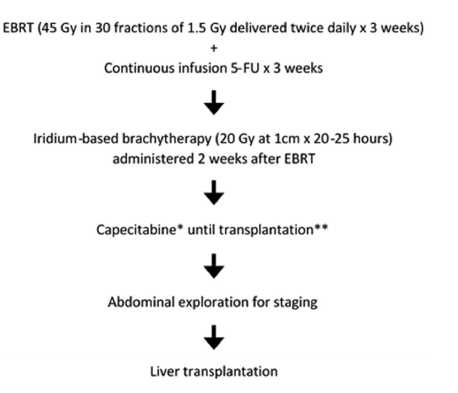 EBRT (45 Gy in 30 fractions of 1.5 Gy delivered twice daily x 3 weeks)
+
Continuous infusion 5-FU x 3 weeks
Iridium-based brachytherapy (20 Gy at 1cm x 20-25 hours)
administered 2 weeks after EBRT
Capecitabine* until transplantation**
Abdominal exploration for staging
Liver transplantation